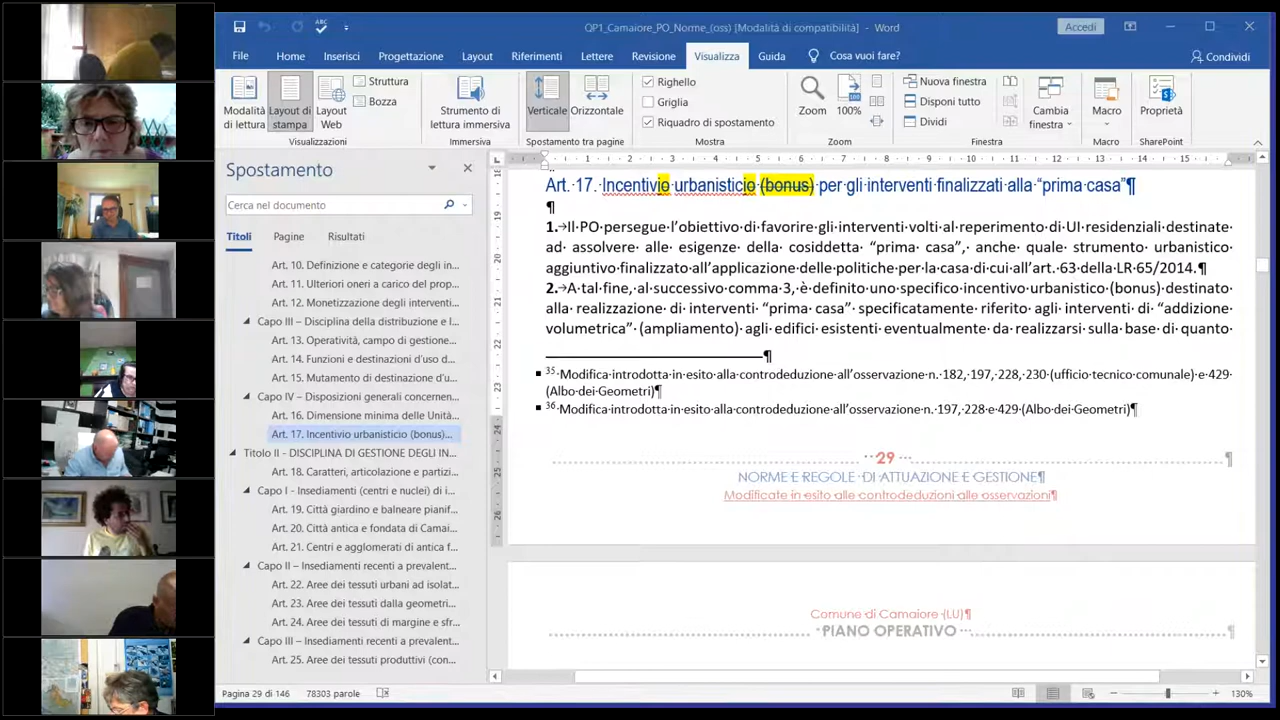 QP1_Camaiore_PO_Norme_(oss) [Modalità di compatibilità] - Word
Accedi
File Home Inserisci Progettazione Layout Riferimenti Lettere Revisione Visualizza Guida Cosa vuoi fare? Condividi
Modalità di lettura
Layout di stampa
Layout Web
Struttura
Bozza
Visualizzazioni
Strumento di lettura immersiva
Immersiva
Verticale
Orizzontale
Spostamento tra pagine
Righello
Griglia
Riquadro di spostamento
Mostra
Zoom
100%
Zoom
Nuova finestra
Disponi tutto
Dividi
Cambia finestra
Finestra
Macro
Macro
Proprietà
SharePoint
Spostamento
Cerca nel documento
Titoli Pagine Risultati
Art. 10. Definizione e categorie degli in...
Art. 11. Ulteriori oneri a carico del prop...
Art. 12. Monetizzazione degli interventi...
Capo III – Disciplina della distribuzione e l...
Art. 13. Operatività, campo di gestione...
Art. 14. Funzioni e destinazioni d'uso d...
Art. 15. Mutamento di destinazione d'...
Capo IV – Disposizioni generali concernen...
Art. 16. Dimensione minima delle Unità...
Art. 17. Incentivio urbanisticio (bonus)...
Titolo II - DISCIPLINA DI GESTIONE DEGLI IN...
Art. 18. Caratteri, articolazione e partizi...
Capo I - Insediamenti (centri e nuclei) di i...
Art. 19. Città giardino e balneare pianif...
Art. 20. Città antica e fondata di Camai...
Art. 21. Centri e agglomerati di antica f...
Capo II – Insediamenti recenti a prevalent...
Art. 22. Aree dei tessuti urbani ad isolat...
Art. 23. Aree dei tessuti dalla geometri...
Art. 24. Aree dei tessuti di margine e sfr...
Capo III – Insediamenti recenti a prevalent...
Art. 25. Aree dei tessuti produttivi (con...
Art. 17. Incentivio urbanisticio (bonus) per gli interventi finalizzati alla “prima casa”¶
¶
1.→Il PO persegue l’obiettivo di favorire gli interventi volti al reperimento di UI residenziali destinate
ad assolvere alle esigenze della cosiddetta “prima casa”, anche quale strumento urbanistico
aggiuntivo finalizzato all’applicazione delle politiche per la casa di cui all’art. 63 della LR 65/2014.¶
2.→A tal fine, al successivo comma 3, è definito uno specifico incentivo urbanistico (bonus) destinato
alla realizzazione di interventi “prima casa” specificatamente riferito agli interventi di “addizione
volumetrica” (ampliamento) agli edifici esistenti eventualmente da realizzarsi sulla base di quanto
¶
35 Modifica introdotta in esito alla controdeduzione all’osservazione n. 182, 197, 228, 230 (ufficio tecnico comunale) e 429
(Albo dei Geometri)¶
36 Modifica introdotta in esito alla controdeduzione all’osservazione n. 197, 228 e 429 (Albo dei Geometri)¶
29 ¶
NORME E REGOLE DI ATTUAZIONE E GESTIONE¶
Modificate in esito alle controdeduzioni alle osservazioni¶
Comune di Camaiore (LU)¶
PIANO OPERATIVO ¶
Pagina 29 di 146 78303 parole 130%